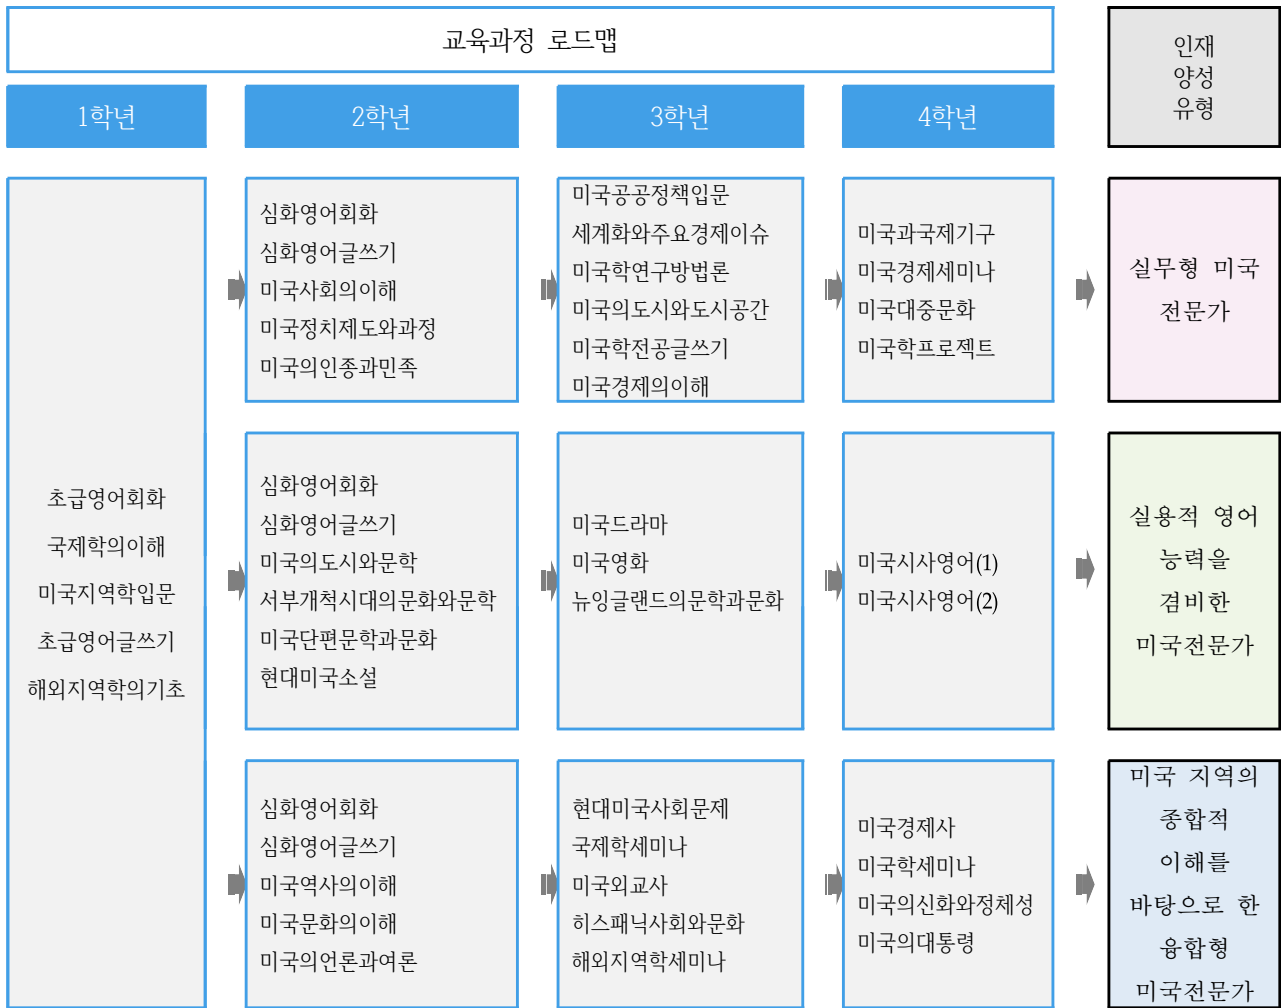 교육과정 로드맵
인재
양성
유형
1학년
2학년
3학년
4학년
초급영어회화
국제학의이해
미국지역학입문
초급영어글쓰기
해외지역학의기초
심화영어회화
심화영어글쓰기
미국사회의이해
미국정치제도와과정
미국의인종과민족
미국공공정책입문
세계화와주요경제이슈
미국학연구방법론
미국의도시와도시공간
미국학전공글쓰기
미국경제의이해
미국과국제기구
미국경제세미나
미국대중문화
미국학프로젝트
실무형 미국
전문가
심화영어회화
심화영어글쓰기
미국의도시와문학
서부개척시대의문화와문학
미국단편문학과문화
현대미국소설
미국드라마
미국영화
뉴잉글랜드의문학과문화
미국시사영어(1)
미국시사영어(2)
실용적 영어
능력을
겸비한
미국전문가
심화영어회화
심화영어글쓰기
미국역사의이해
미국문화의이해
미국의언론과여론
현대미국사회문제
국제학세미나
미국외교사
히스패닉사회와문화
해외지역학세미나
미국경제사
미국학세미나
미국의신화와정체성
미국의대통령
미국 지역의
종합적
이해를
바탕으로 한
융합형
미국전문가